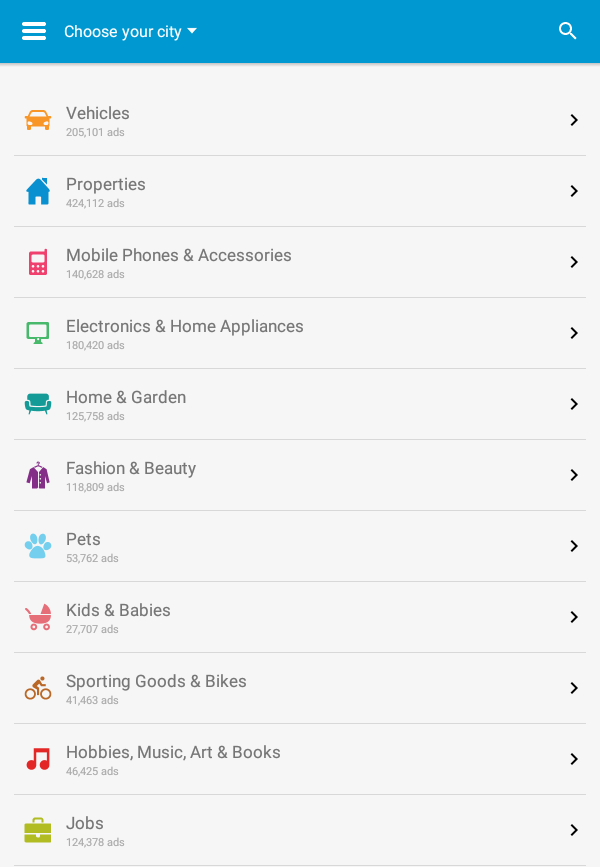 Choose your city
Vehicles
205,101 ads
Properties
424,112 ads
Mobile Phones & Accessories
140,628 ads
Electronics & Home Appliances
180,420 ads
Home & Garden
125,758 ads
Fashion & Beauty
118,809 ads
Pets
53,762 ads
Kids & Babies
27,707 ads
Sporting Goods & Bikes
41,463 ads
Hobbies, Music, Art & Books
46,425 ads
Jobs
124,378 ads